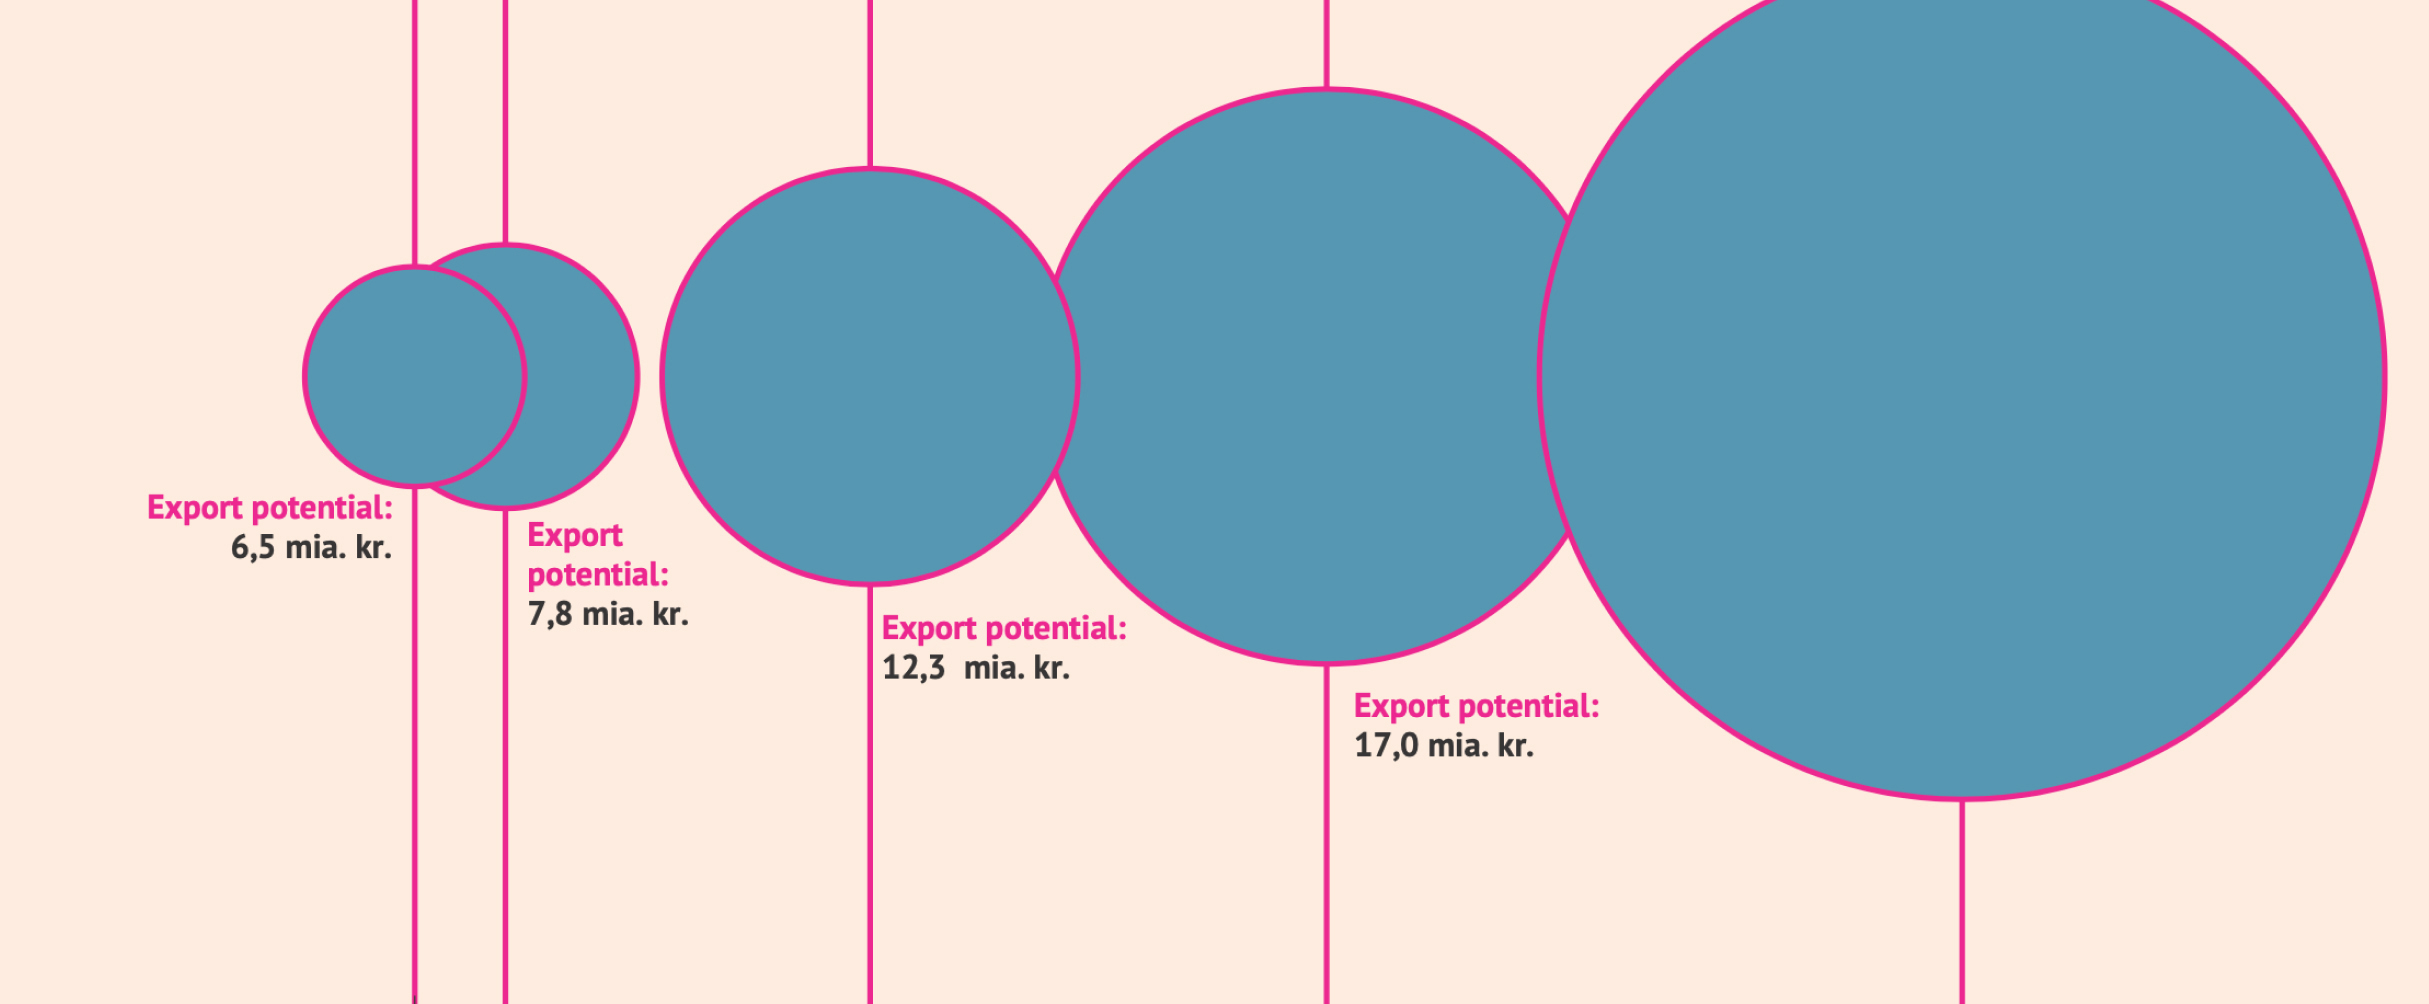 Export potential:
6,5 mia. kr.
Export
potential:
7,8 mia. kr.
Export potential:
12,3  mia. kr.
Export potential:
17,0 mia. kr.